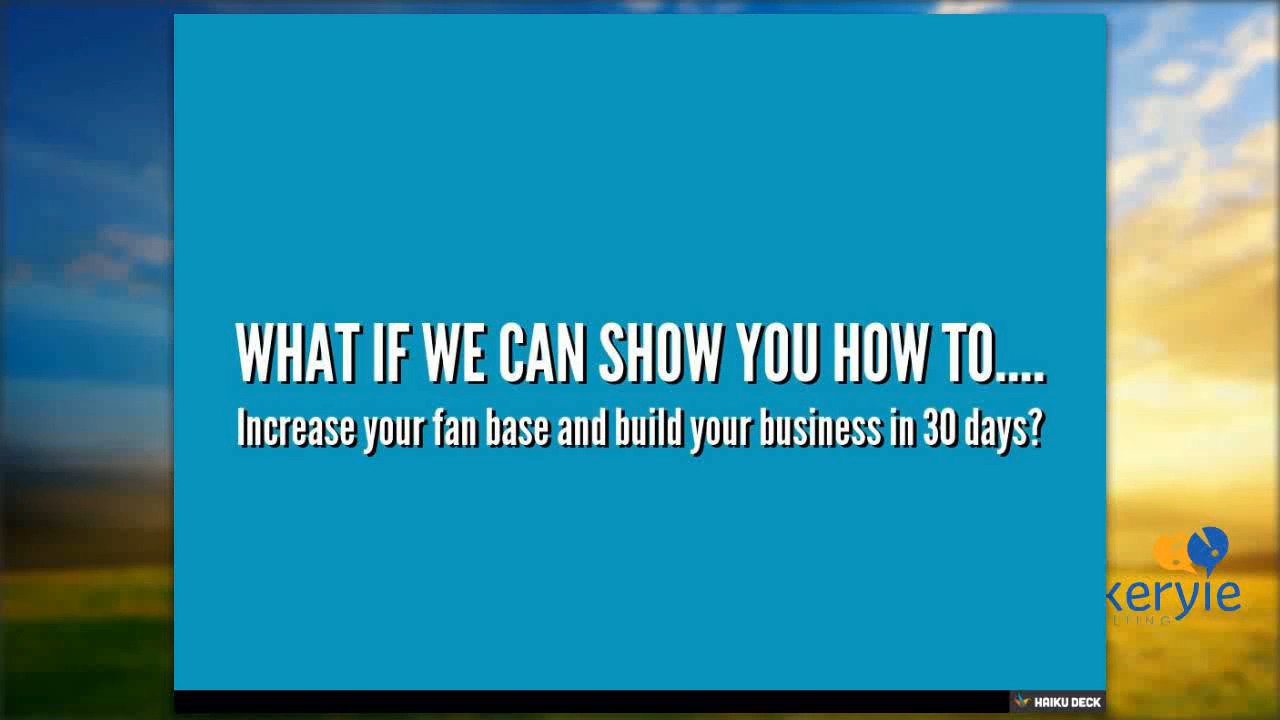 WHAT IF WE CAN SHOW YOU HOW TO....
Increase your fan base and build your business in 30 days?
keryie
LTING
HAIKU DECK